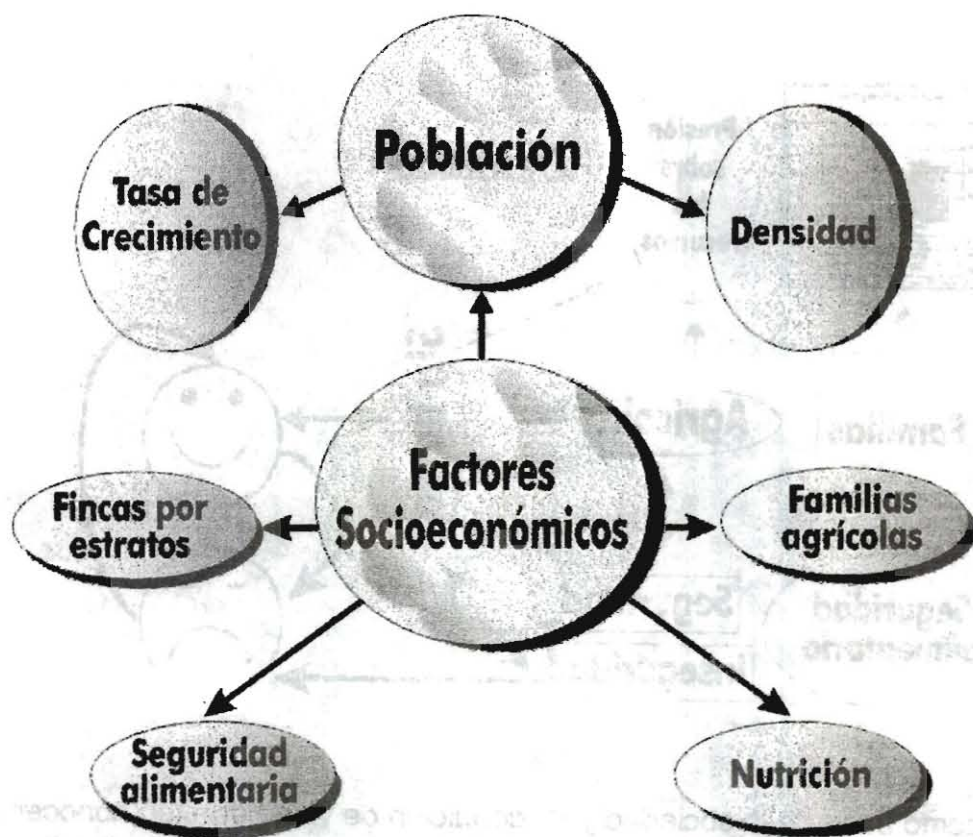 Población
Tasa de
Crecimiento
Densidad
Factores
Socioeconómicos
Fincas por
estratos
Familias
agrícolas
Seguridad
alimentaria
Nutrición